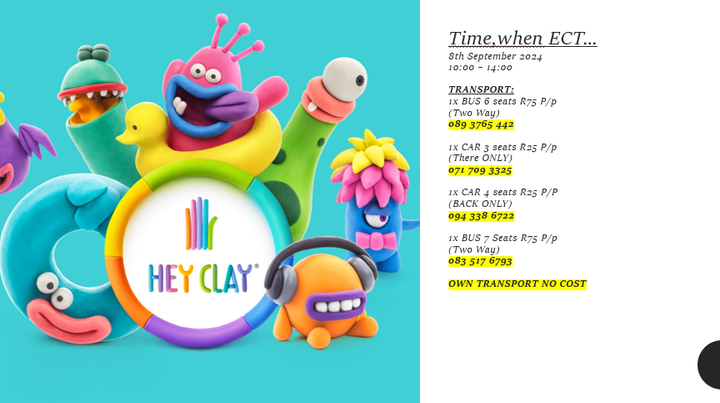 HEY CLAY®
Time,when ECT...
8th September 2024
10:00 – 14:00
TRANSPORT:
1x BUS 6 seats R75 P/p
(Two Way)
089 3765 442
1x CAR 3 seats R25 P/p
(There ONLY)
071 709 3325
1x CAR 4 seats R25 P/P
(BACK ONLY)
094 338 6722
1x BUS 7 Seats R75 P/p
(Two Way)
083 517 6793
OWN TRANSPORT NO COST